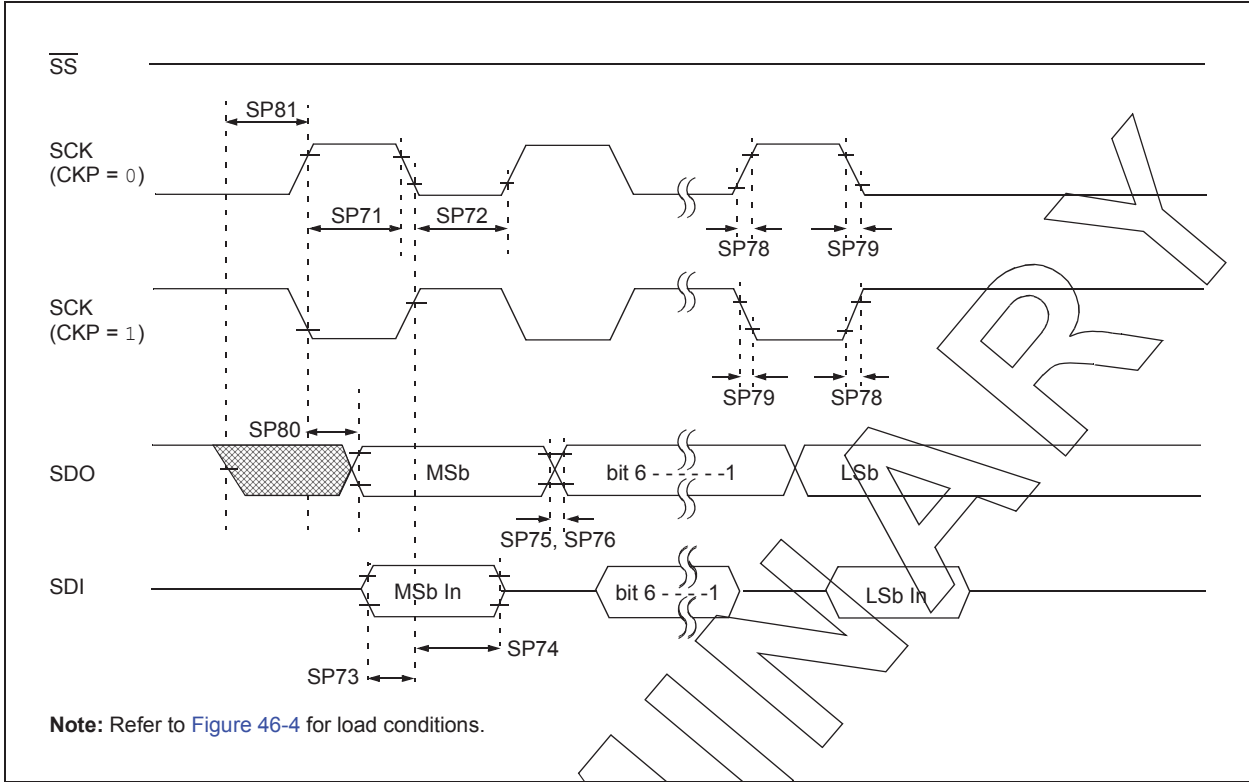 SS
SP81
SCK
(CKP = 0)
SP71 SP72
SP78 SP79
SCK
(CKP = 1)
SP79 SP78
SP80
SDO
MSb bit 6 - - - - - -1 LSb
SP75, SP76
SDI
MSb In bit 6 - - - - -1 LSb In
SP74
SP73
Note: Refer to Figure 46-4 for load conditions.
I N A R Y